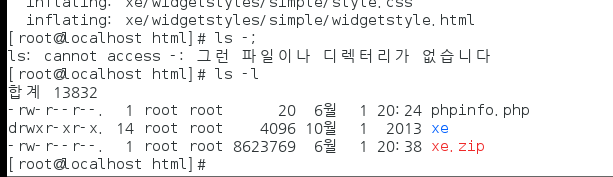 inflating: xe/widgetstyles/simple/style.css
inflating: xe/widgetstyles/simple/widgetstyle.html
[root@localhost html]# ls -;
ls: cannot access -: 그런 파일이나 디렉터리가 없습니다
[root@localhost html]# ls -l
합계 13832
-rw-r--r--. 1 root root 20 6월 1 20:24 phpinfo.php
drwxr-xr-x. 14 root root 4096 10월 1 2013 xe
-rw-r--r--. 1 root root 8623769 6월 1 20:38 xe.zip
[root@localhost html]#